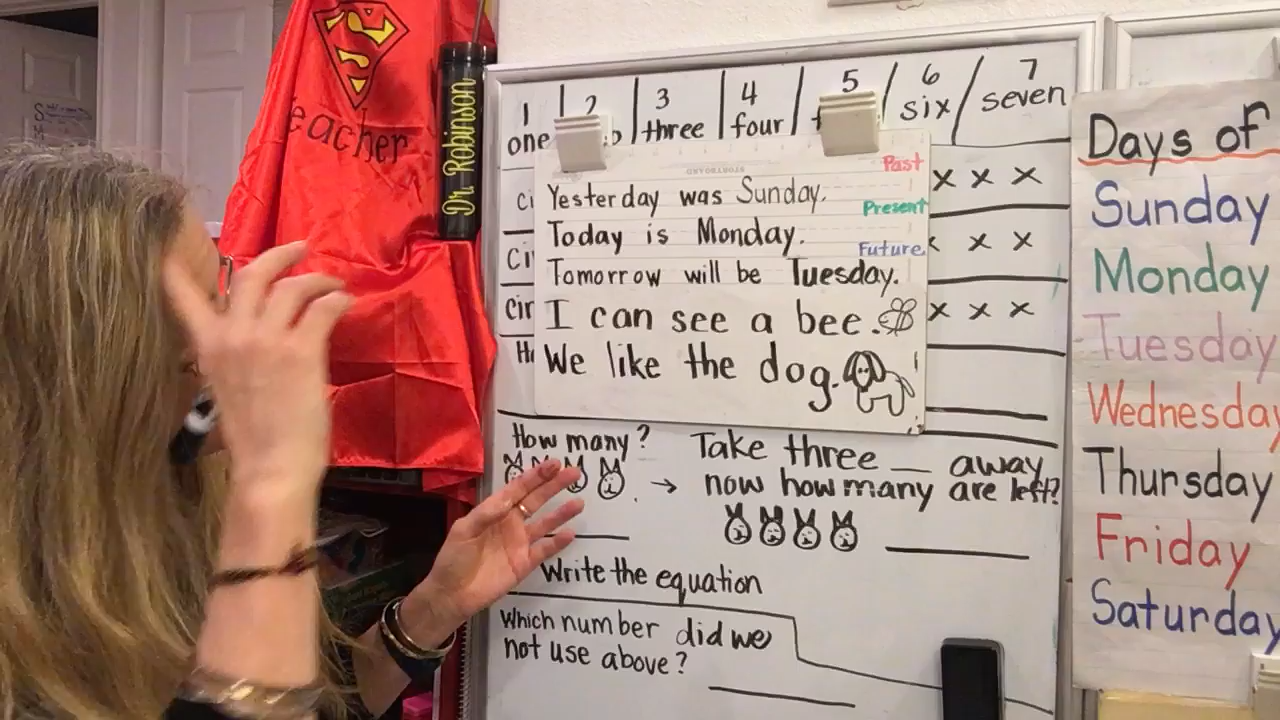 eacher
Dr. Robinson
1 2 3 4 5 6 7
one three four six seven
x x x
x x
x x x
Yesterday was Sunday.
Past
Today is Monday.
Present
Tomorrow will be Tuesday.
Future
I can see a bee.
We like the dog.
How many?
Take three __ away
now how many are left?
Write the equation
Which number did we
not use above?
Days of
Sunday
Monday
Tuesday
Wednesday
Thursday
Friday
Saturday